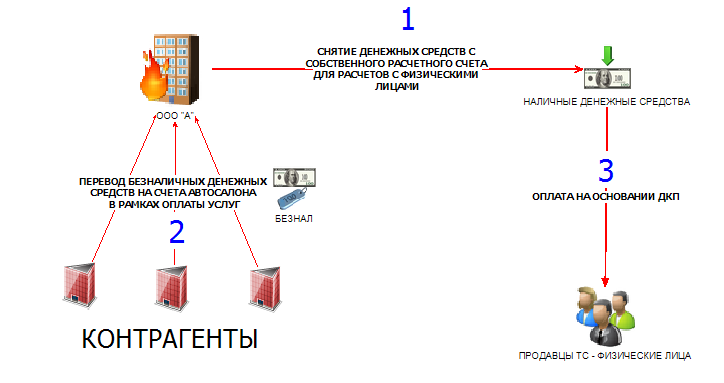 1
СНЯТИЕ ДЕНЕЖНЫХ СРЕДСТВ С
СОБСТВЕННОГО РАСЧЕТНОГО СЧЕТА
ДЛЯ РАСЧЕТОВ С ФИЗИЧЕСКИМИ
ЛИЦАМИ
НАЛИЧНЫЕ ДЕНЕЖНЫЕ СРЕДСТВА
ООО "А"
3
ОПЛАТА НА ОСНОВАНИИ ДКП
ПЕРЕВОД БЕЗНАЛИЧНЫХ ДЕНЕЖНЫХ
СРЕДСТВ НА СЧЕТА АВТОСАЛОНА
В РАМКАХ ОПЛАТЫ УСЛУГ
БЕЗНАЛ
2
КОНТРАГЕНТЫ
ПРОДАВЦЫ ТС - ФИЗИЧЕСКИЕ ЛИЦА